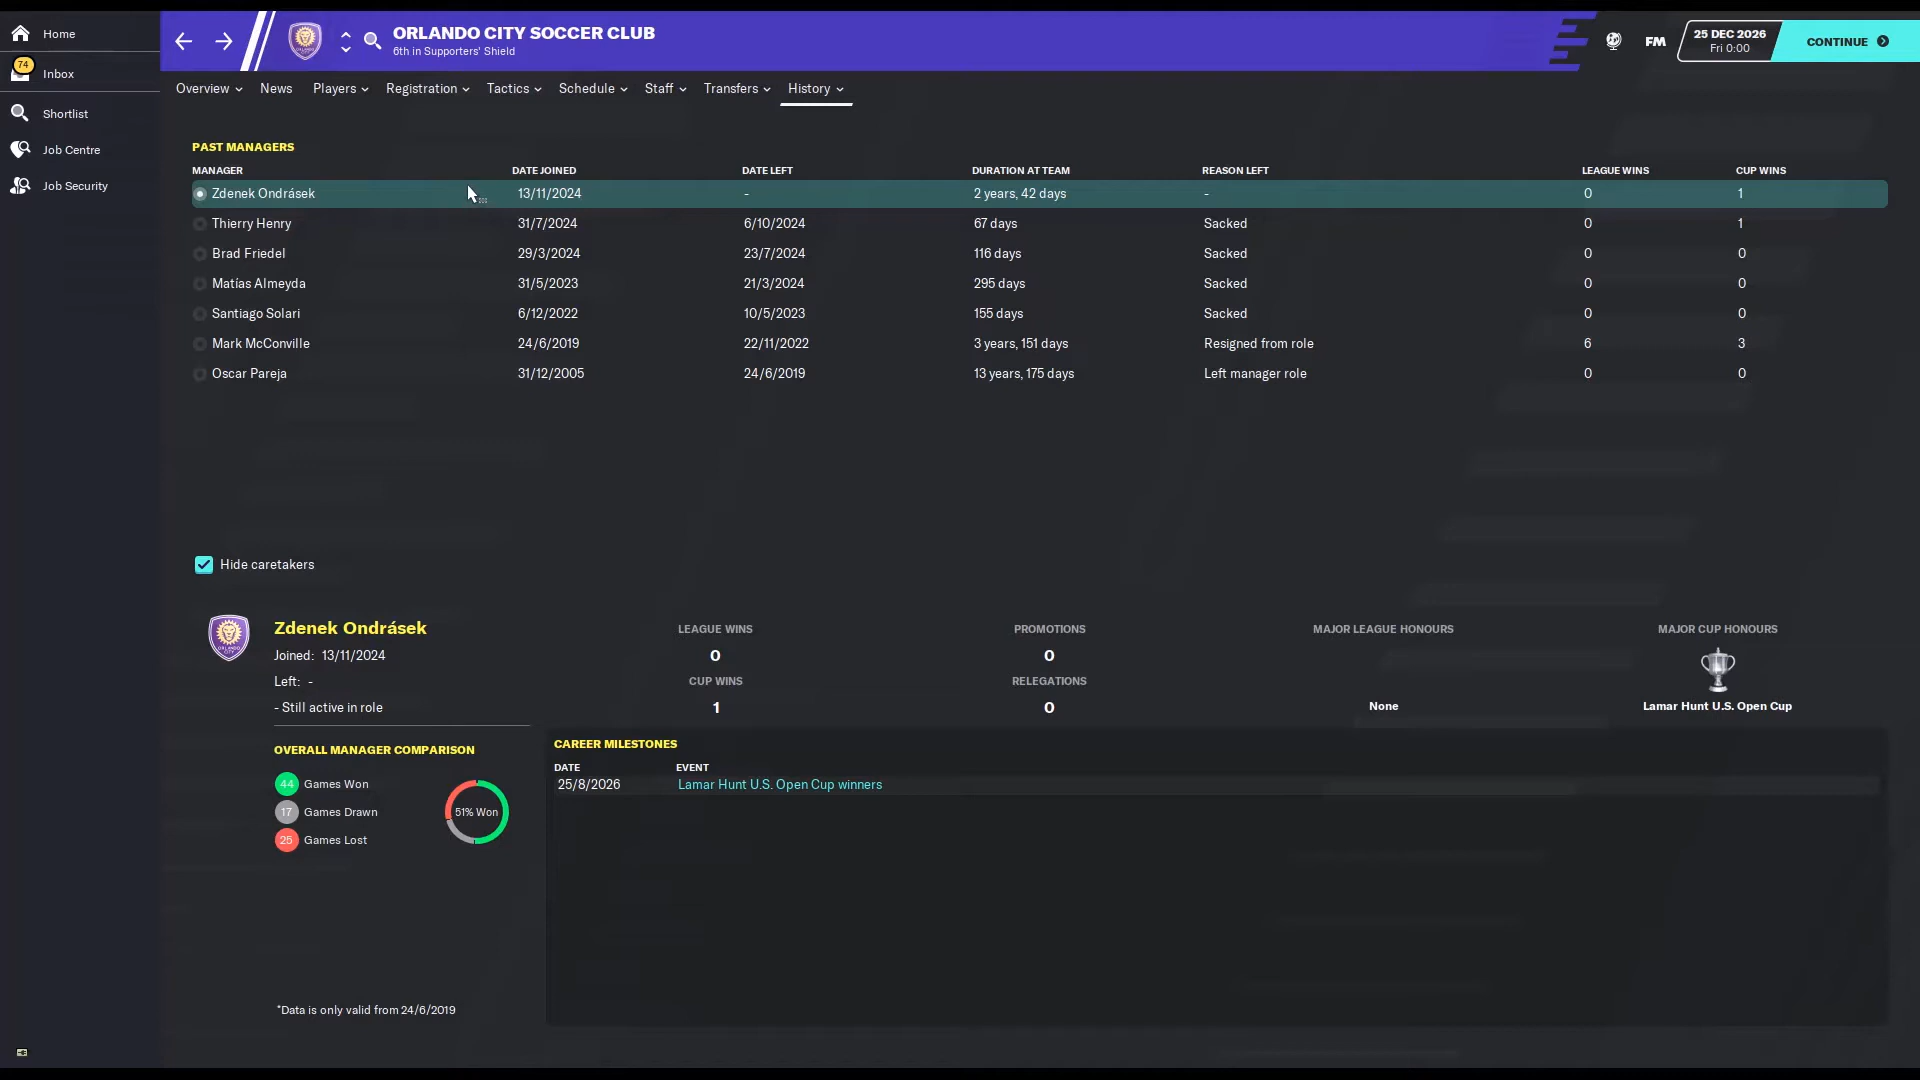 Home
74
Inbox
Shortlist
Job Centre
Job Security
ORLANDO CITY SOCCER CLUB
6th in Supporters' Shield
FM
25 DEC 2026
Fri 0:00
CONTINUE
Overview News Players Registration Tactics Schedule Staff Transfers History
PAST MANAGERS
MANAGER DATE JOINED DATE LEFT DURATION AT TEAM REASON LEFT LEAGUE WINS CUP WINS
Zdenek Ondrásek 13/11/2024 - 2 years, 42 days - 0 1
Thierry Henry 31/7/2024 6/10/2024 67 days Sacked 0 1
Brad Friedel 29/3/2024 23/7/2024 116 days Sacked 0 0
Matías Almeyda 31/5/2023 21/3/2024 295 days Sacked 0 0
Santiago Solari 6/12/2022 10/5/2023 155 days Sacked 0 0
Mark McConville 24/6/2019 22/11/2022 3 years, 151 days Resigned from role 6 3
Oscar Pareja 31/12/2005 24/6/2019 13 years, 175 days Left manager role 0 0
Hide caretakers
Zdenek Ondrásek
Joined: 13/11/2024
Left: -
- Still active in role
LEAGUE WINS PROMOTIONS MAJOR LEAGUE HONOURS MAJOR CUP HONOURS
0 0
CUP WINS RELEGATIONS
1 0 None Lamar Hunt U.S. Open Cup
OVERALL MANAGER COMPARISON
44 Games Won
17 Games Drawn
25 Games Lost
51% Won
CAREER MILESTONES
DATE EVENT
25/8/2026 Lamar Hunt U.S. Open Cup winners
*Data is only valid from 24/6/2019